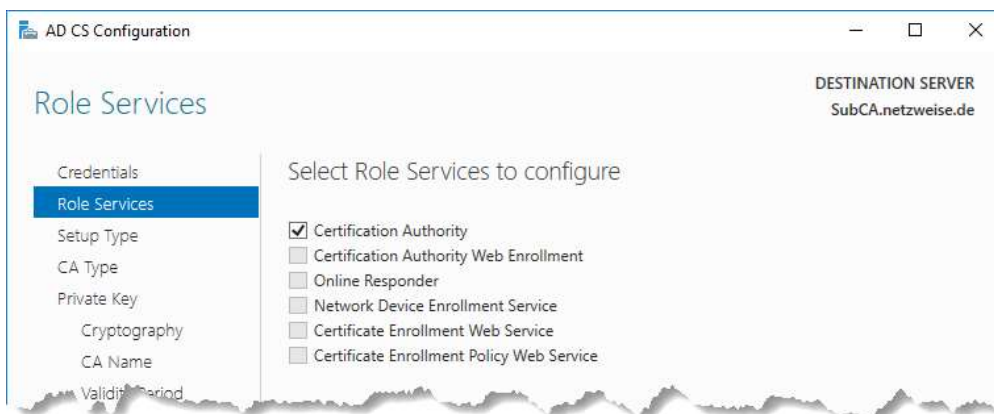 AD CS Configuration
Role Services
DESTINATION SERVER
SubCA.netzweise.de
Credentials
Role Services
Setup Type
CA Type
Private Key
Cryptography
CA Name
Validity Period
Select Role Services to configure
Certification Authority
Certification Authority Web Enrollment
Online Responder
Network Device Enrollment Service
Certificate Enrollment Web Service
Certificate Enrollment Policy Web Service